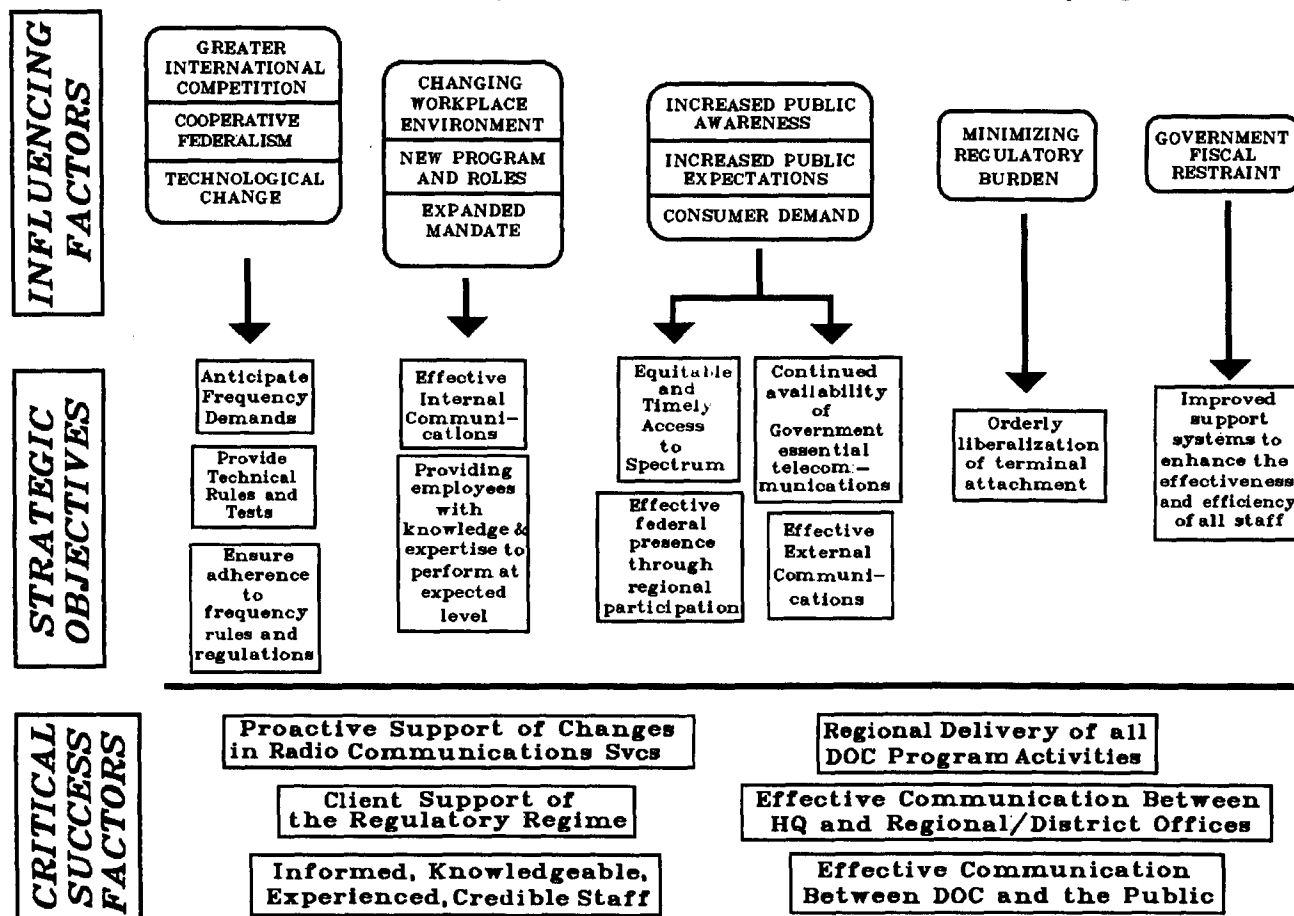 INFLUENCING
FACTORS
GREATER
INTERNATIONAL
COMPETITION
COOPERATIVE
FEDERALISM
TECHNOLOGICAL
CHANGE
CHANGING
WORKPLACE
ENVIRONMENT
NEW PROGRAM
AND ROLES
EXPANDED
MANDATE
INCREASED PUBLIC
AWARENESS
INCREASED PUBLIC
EXPECTATIONS
CONSUMER DEMAND
MINIMIZING
REGULATORY
BURDEN
GOVERNMENT
FISCAL
RESTRAINT
STRATEGIC
OBJECTIVES
Anticipate
Frequency
Demands
Provide
Technical
Rules and
Tests
Ensure
adherence
to
frequency
rules and
regulations
Effective
Internal
Communi-
cations
Providing
employees
with
knowledge &
expertise to
perform at
expected
level
Equitable
and
Timely
Access
to
Spectrum
Effective
federal
presence
through
regional
participation
Continued
availability
of
Government
essential
telecom-
munications
Effective
External
Communi-
cations
Orderly
liberalization
of terminal
attachment
Improved
support
systems to
enhance the
effectiveness
and efficiency
of all staff
CRITICAL
SUCCESS
FACTORS
Proactive Support of Changes
in Radio Communications Svcs
Client Support of
the Regulatory Regime
Informed, Knowledgeable,
Experienced, Credible Staff
Regional Delivery of all
DOC Program Activities
Effective Communication Between
HQ and Regional/District Offices
Effective Communication
Between DOC and the Public